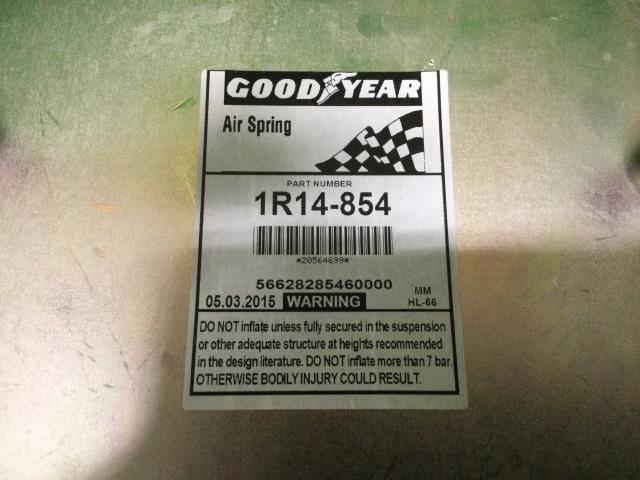 GOOD YEAR
Air Spring
PART NUMBER
1R14-854
*20564699*
56628285460000
MM
05.03.2015 WARNING HL-66
DO NOT inflate unless fully secured in the suspension
or other adequate structure at heights recommended
in the design literature. DO NOT inflate more than 7 bar.
OTHERWISE BODILY INJURY COULD RESULT.